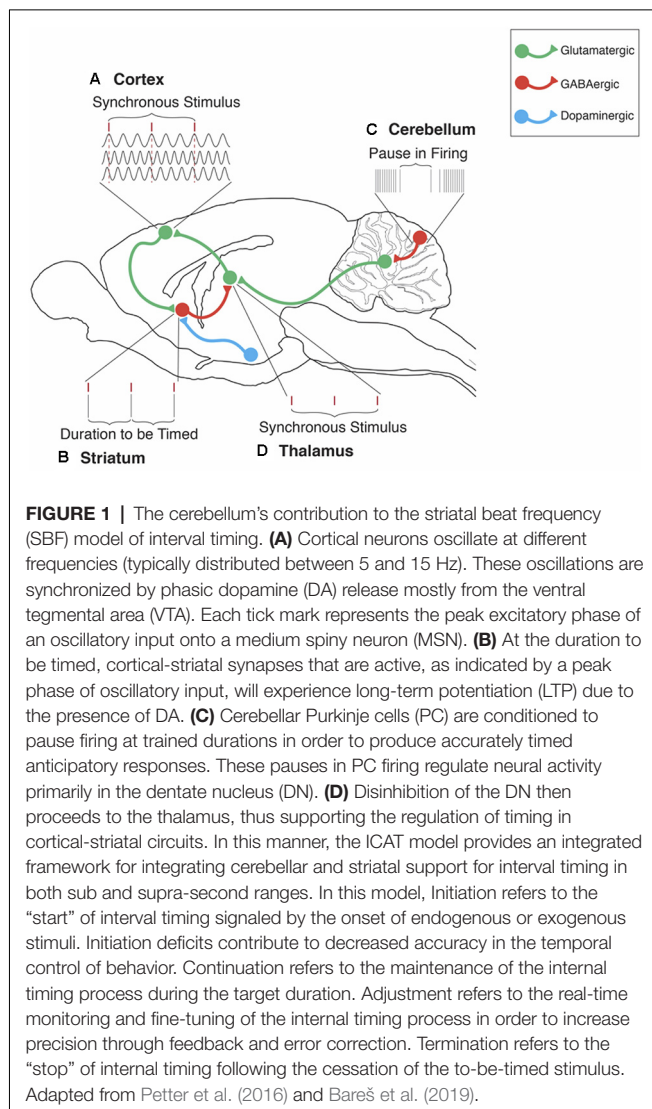 A Cortex
Synchronous Stimulus
C Cerebellum
Pause in Firing
Glutamatergic
GABAergic
Dopaminergic
Duration to be Timed
B Striatum
Synchronous Stimulus
D Thalamus
FIGURE 1 | The cerebellum’s contribution to the striatal beat frequency
(SBF) model of interval timing. (A) Cortical neurons oscillate at different
frequencies (typically distributed between 5 and 15 Hz). These oscillations are
synchronized by phasic dopamine (DA) release mostly from the ventral
tegmental area (VTA). Each tick mark represents the peak excitatory phase of
an oscillatory input onto a medium spiny neuron (MSN). (B) At the duration to
be timed, cortical-striatal synapses that are active, as indicated by a peak
phase of oscillatory input, will experience long-term potentiation (LTP) due to
the presence of DA. (C) Cerebellar Purkinje cells (PC) are conditioned to
pause firing at trained durations in order to produce accurately timed
anticipatory responses. These pauses in PC firing regulate neural activity
primarily in the dentate nucleus (DN). (D) Disinhibition of the DN then
proceeds to the thalamus, thus supporting the regulation of timing in
cortical-striatal circuits. In this manner, the ICAT model provides an integrated
framework for integrating cerebellar and striatal support for interval timing in
both sub and supra-second ranges. In this model, Initiation refers to the
“start” of interval timing signaled by the onset of endogenous or exogenous
stimuli. Initiation deficits contribute to decreased accuracy in the temporal
control of behavior. Continuation refers to the maintenance of the internal
timing process during the target duration. Adjustment refers to the real-time
monitoring and fine-tuning of the internal timing process in order to increase
precision through feedback and error correction. Termination refers to the
“stop” of internal timing following the cessation of the to-be-timed stimulus.
Adapted from Petter et al. (2016) and Bareš et al. (2019).